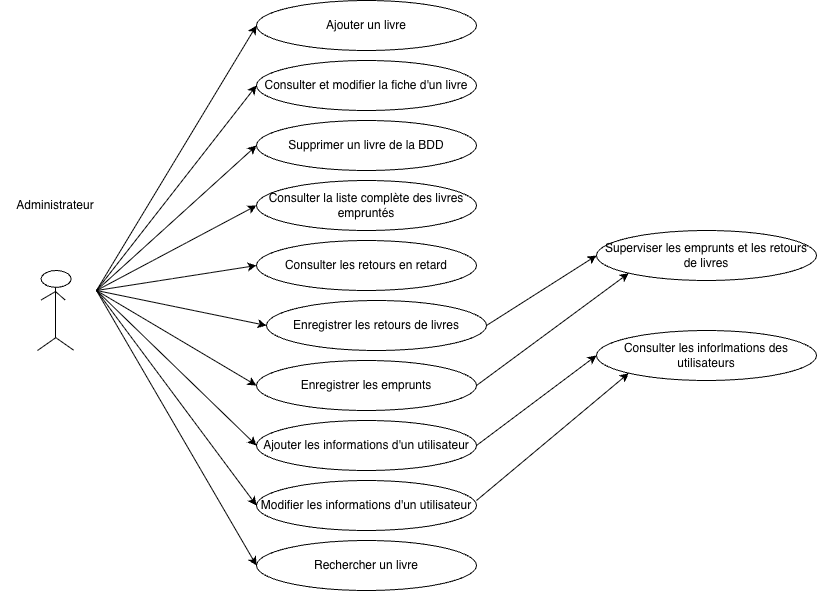 Ajouter un livre
Consulter et modifier la fiche d'un livre
Supprimer un livre de la BDD
Administrateur
Consulter la liste complète des livres
empruntés
Consulter les retours en retard
Superviser les emprunts et les retours
de livres
Enregistrer les retours de livres
Consulter les inforlmations des
utilisateurs
Enregistrer les emprunts
Ajouter les informations d'un utilisateur
Modifier les informations d'un utilisateur
Rechercher un livre